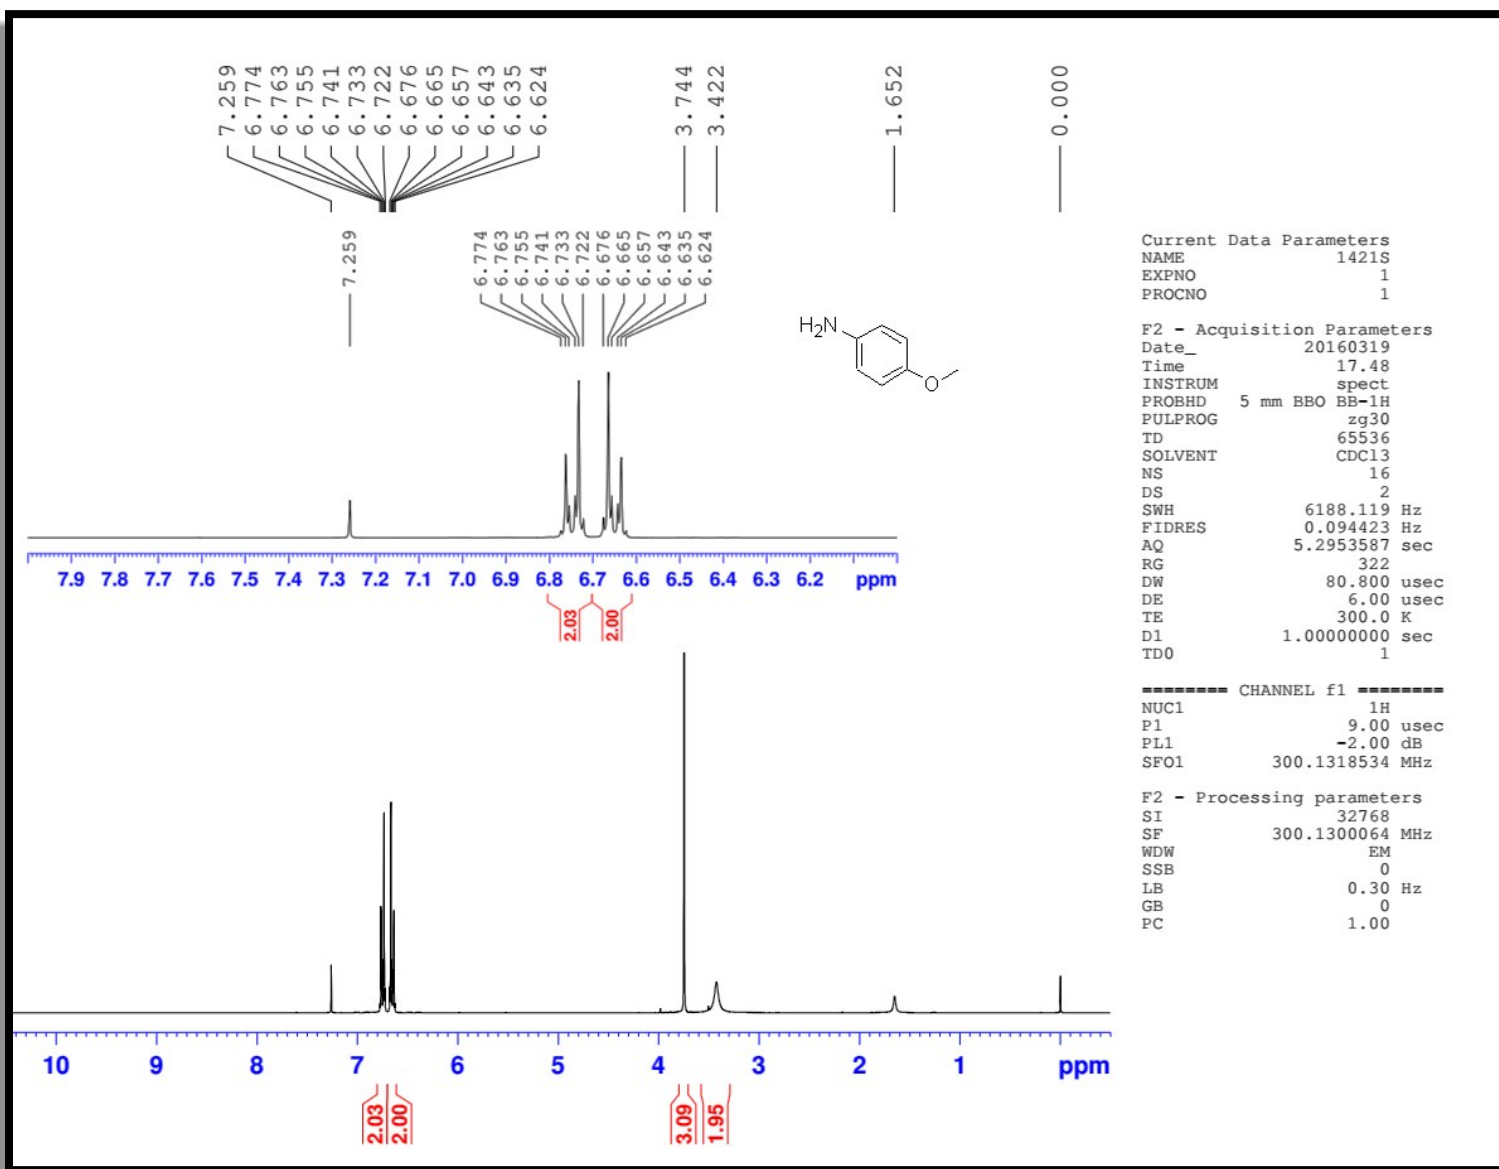 7.259
6.774
6.763
6.755
6.741
6.733
6.722
6.676
6.665
6.657
6.643
6.635
6.624
3.744
3.422
1.652
0.000
7.259
6.774
6.763
6.755
6.741
6.733
6.722
6.676
6.665
6.657
6.643
6.635
6.624
H2N
O
7.9 7.8 7.7 7.6 7.5 7.4 7.3 7.2 7.1 7.0 6.9 6.8 6.7 6.6 6.5 6.4 6.3 6.2 ppm
2.03
2.00
10 9 8 7 6 5 4 3 2 1 ppm
2.03
2.00
3.09
1.95
Current Data Parameters
NAME 1421S
EXPNO 1
PROCNO 1
F2 - Acquisition Parameters
Date_ 20160319
Time 17.48
INSTRUM spect
PROBHD 5 mm BBO BB-1H
PULPROG zg30
TD 65536
SOLVENT CDCl3
NS 16
DS 2
SWH 6188.119 Hz
FIDRES 0.094423 Hz
AQ 5.2953587 sec
RG 322
DW 80.800 usec
DE 6.00 usec
TE 300.0 K
D1 1.00000000 sec
TD0 1
======== CHANNEL f1 ========
NUC1 1H
P1 9.00 usec
PL1 -2.00 dB
SFO1 300.1318534 MHz
F2 - Processing parameters
SI 32768
SF 300.1300064 MHz
WDW EM
SSB 0
LB 0.30 Hz
GB 0
PC 1.00